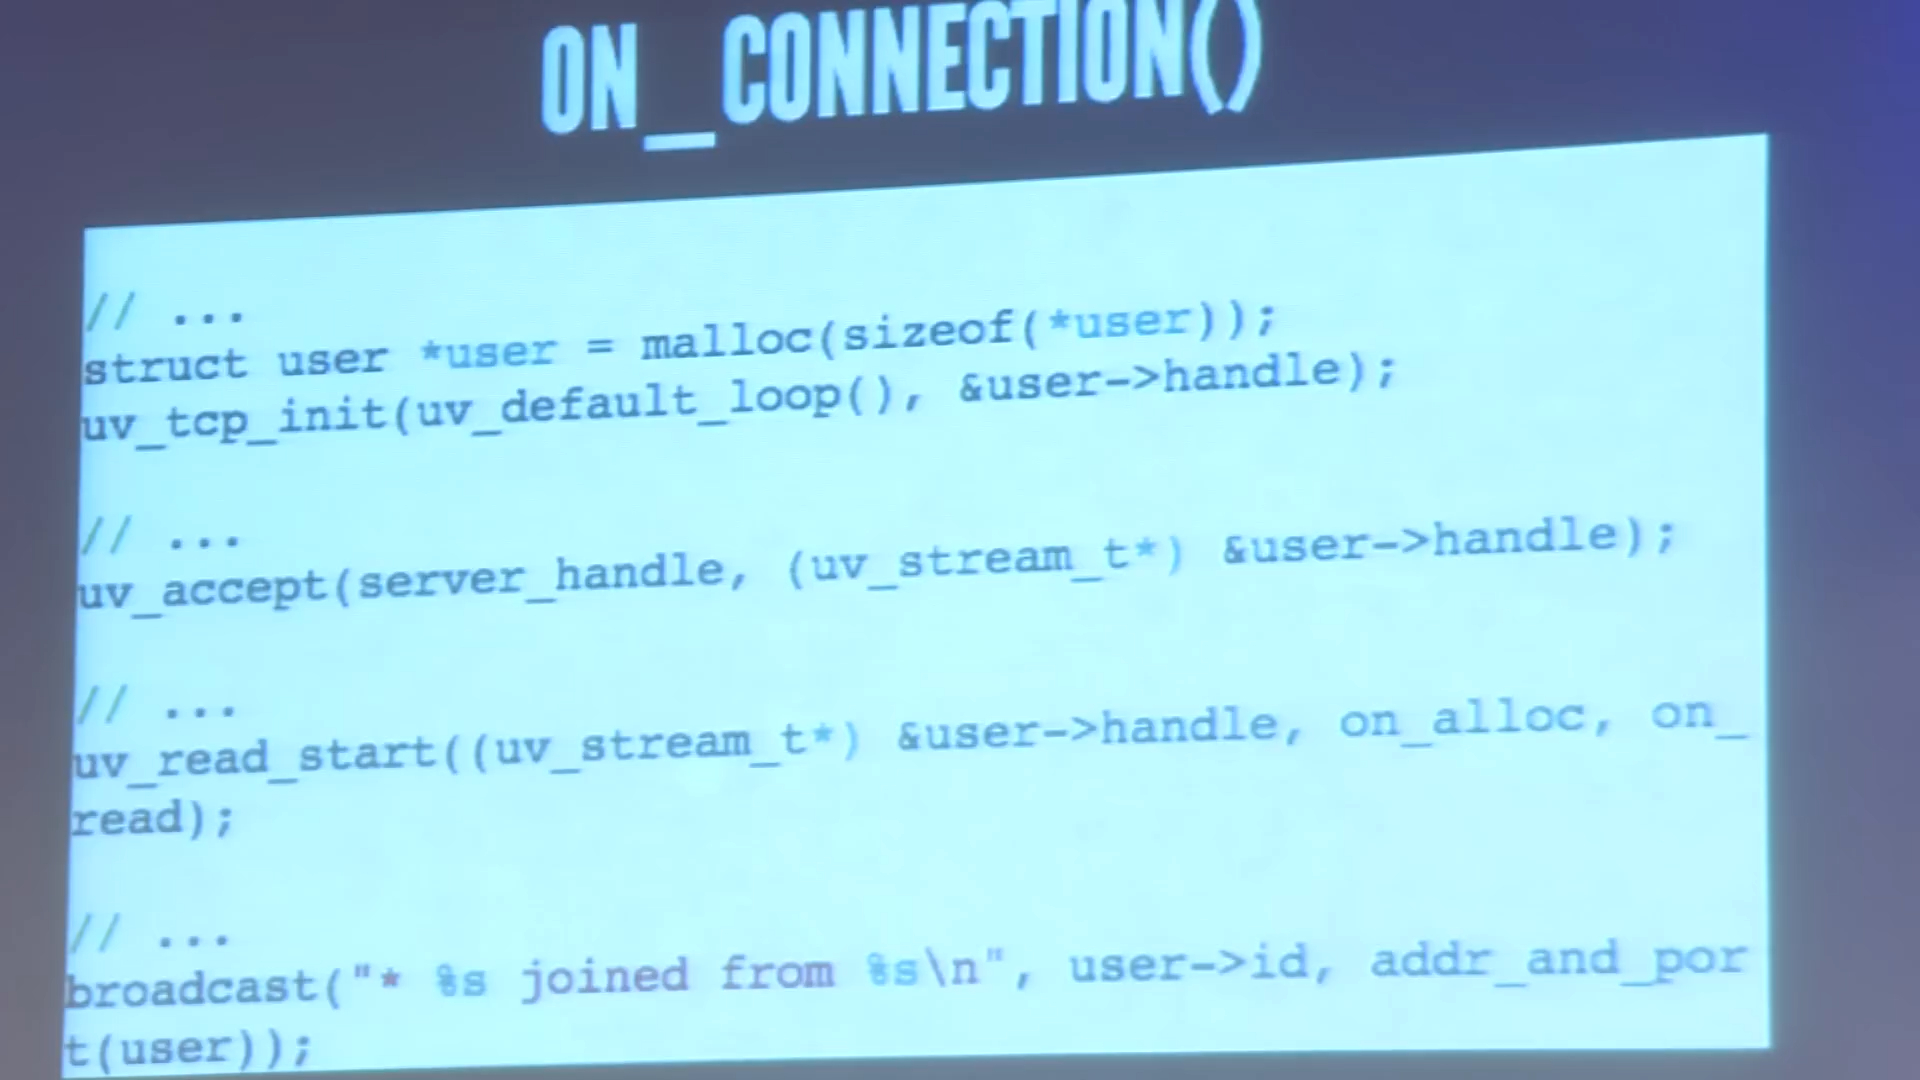 ON_CONNECTION()
// ...
struct user *user = malloc(sizeof(*user));
uv_tcp_init(uv_default_loop(), &user->handle);
// ...
uv_accept(server_handle, (uv_stream_t*) &user->handle);
// ...
uv_read_start((uv_stream_t*) &user->handle, on_alloc, on_
read);
// ...
broadcast("* %s joined from %s\n", user->id, addr_and_por
t(user));